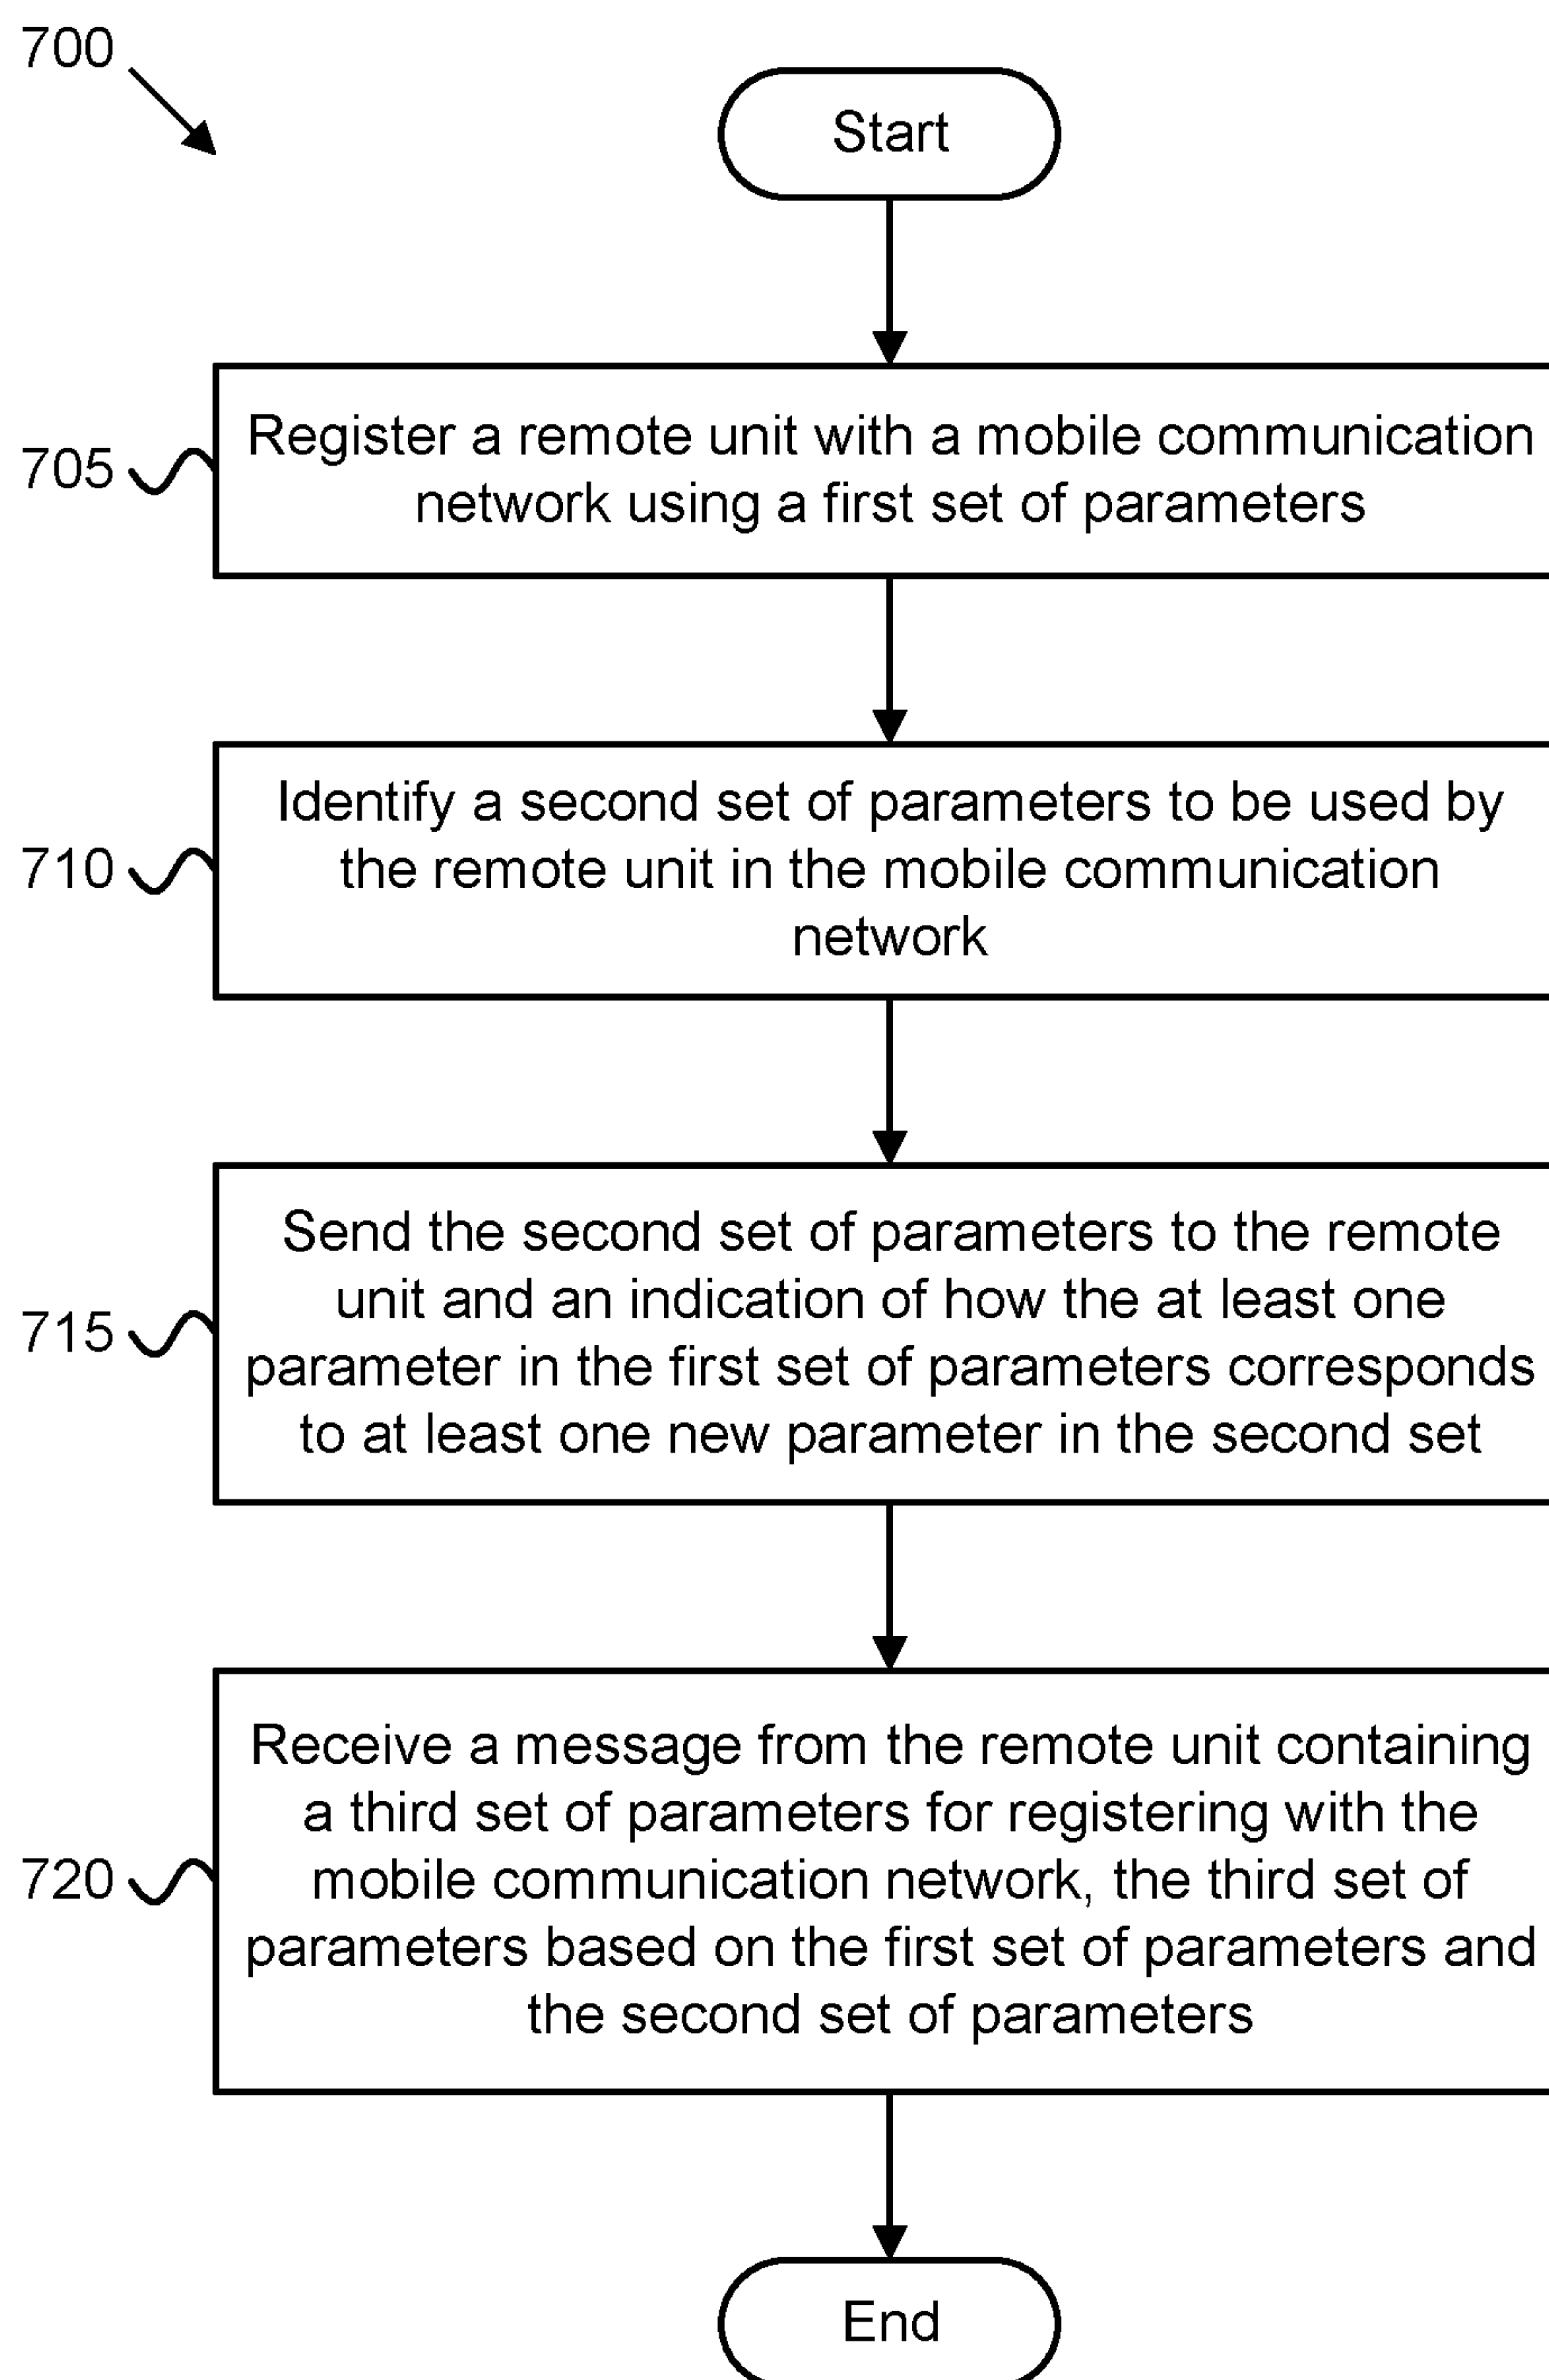 700
Start
705
Register a remote unit with a mobile communication
network using a first set of parameters
710
Identify a second set of parameters to be used by
the remote unit in the mobile communication
network
715
Send the second set of parameters to the remote
unit and an indication of how the at least one
parameter in the first set of parameters corresponds
to at least one new parameter in the second set
720
Receive a message from the remote unit containing
a third set of parameters for registering with the
mobile communication network, the third set of
parameters based on the first set of parameters and
the second set of parameters
End